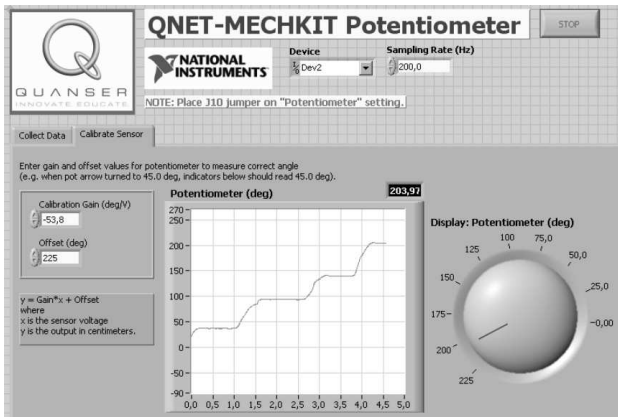 QNET-MECHKIT Potentiometer
STOP
QUANSER
INNOVATE EDUCATE
NATIONAL
INSTRUMENTS
Device
Dev2
Sampling Rate (Hz)
200,0
NOTE: Place J10 jumper on "Potentiometer" setting.
Collect Data
Calibrate Sensor
Enter gain and offset values for potentiometer to measure correct angle
(e.g. when pot arrow turned to 45.0 deg, indicators below should read 45.0 deg).
Calibration Gain (deg/V)
-53,8
Offset (deg)
225
y = Gain*x + Offset
where
x is the sensor voltage
y is the output in centimeters.
Potentiometer (deg)
203,97
270
250
200
150
100
50
0
-50
-90
0,0 0,5 1,0 1,5 2,0 2,5 3,0 3,5 4,0 4,5 5,0
Display: Potentiometer (deg)
100 75,0
125 50,0
150 25,0
175 0,00
200
225